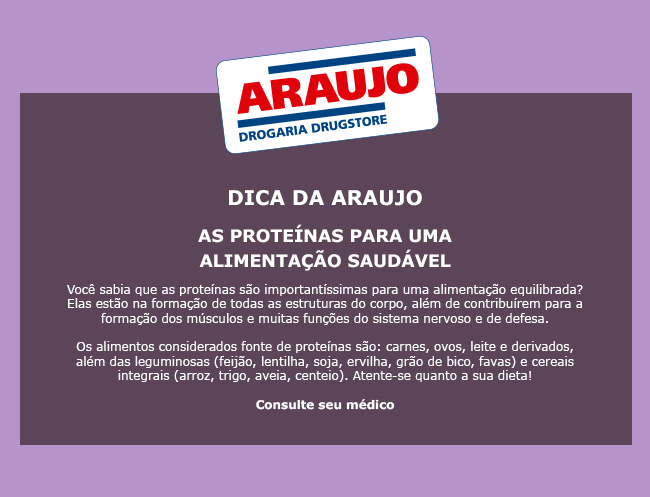 ARAUJO
DROGARIA DRUGSTORE
DICA DA ARAUJO
AS PROTEÍNAS PARA UMA
ALIMENTAÇÃO SAUDÁVEL
Você sabia que as proteínas são importantíssimas para uma alimentação equilibrada?
Elas estão na formação de todas as estruturas do corpo, além de contribuírem para a
formação dos músculos e muitas funções do sistema nervoso e de defesa.
Os alimentos considerados fonte de proteínas são: carnes, ovos, leite e derivados,
além das leguminosas (feijão, lentilha, soja, ervilha, grão de bico, favas) e cereais
integrais (arroz, trigo, aveia, centeio). Atente-se quanto a sua dieta!
Consulte seu médico